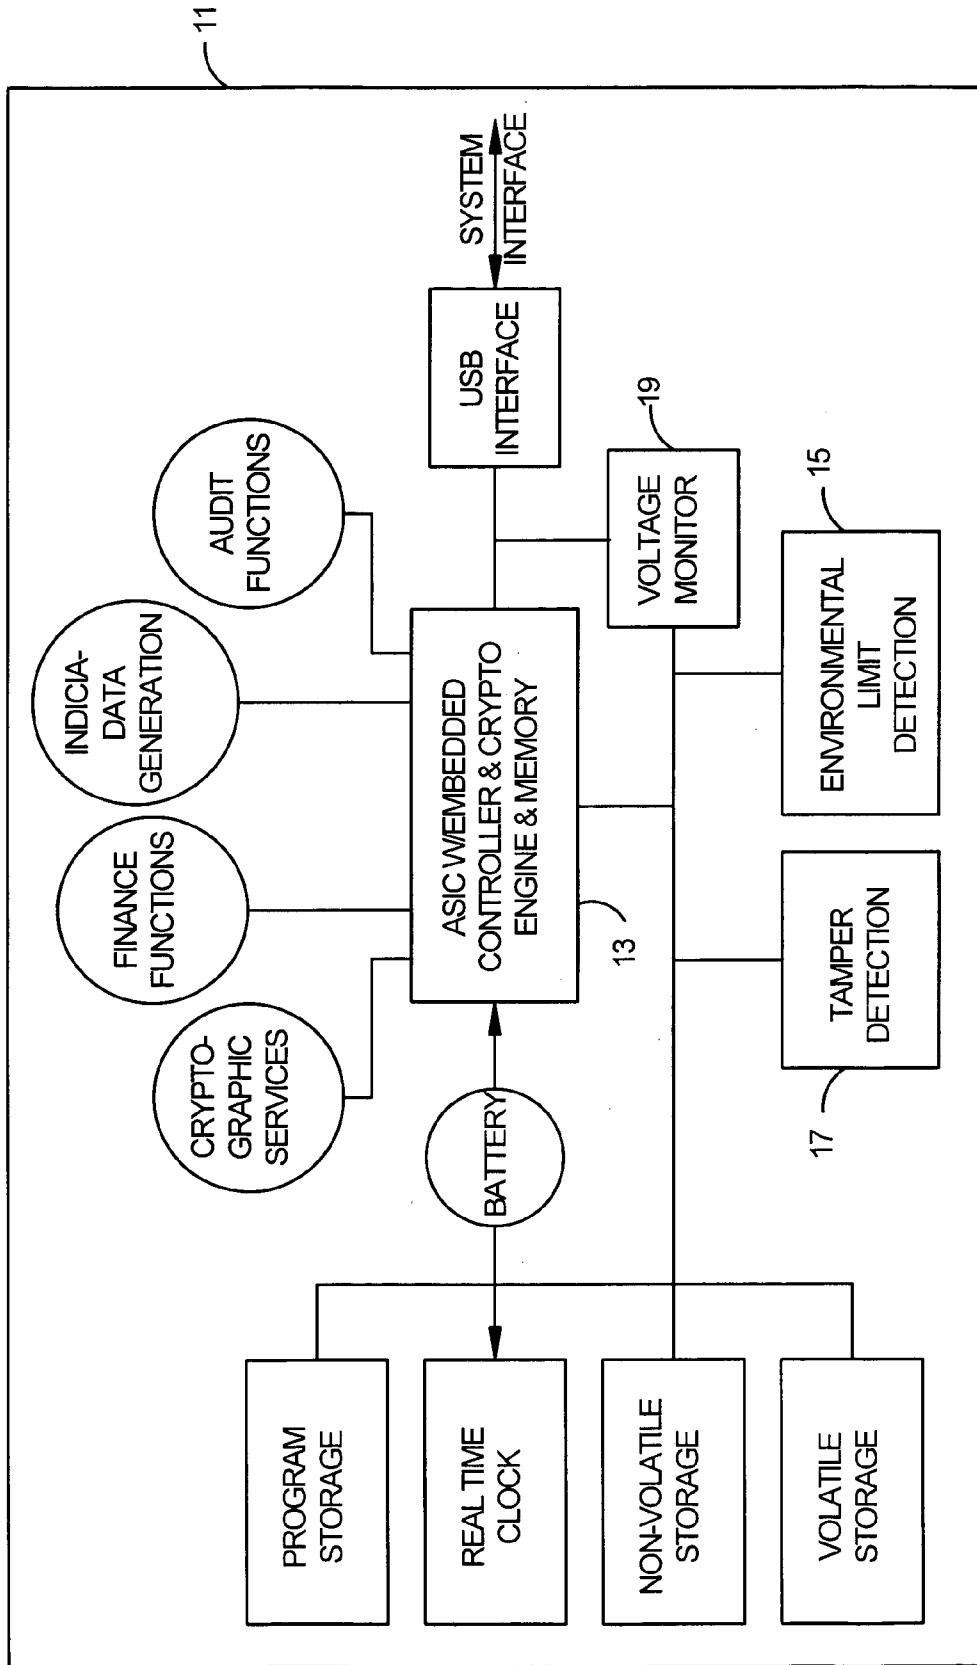 11
CRYPTO-
GRAPHIC
SERVICES
FINANCE
FUNCTIONS
INDICIA-
DATA
GENERATION
AUDIT
FUNCTIONS
PROGRAM
STORAGE
REAL TIME
CLOCK
NON-VOLATILE
STORAGE
VOLATILE
STORAGE
BATTERY
ASIC W/EMBEDDED
CONTROLLER & CRYPTO
ENGINE & MEMORY
13
USB
INTERFACE
SYSTEM
INTERFACE
VOLTAGE
MONITOR
19
TAMPER
DETECTION
17
ENVIRONMENTAL
LIMIT
DETECTION
15